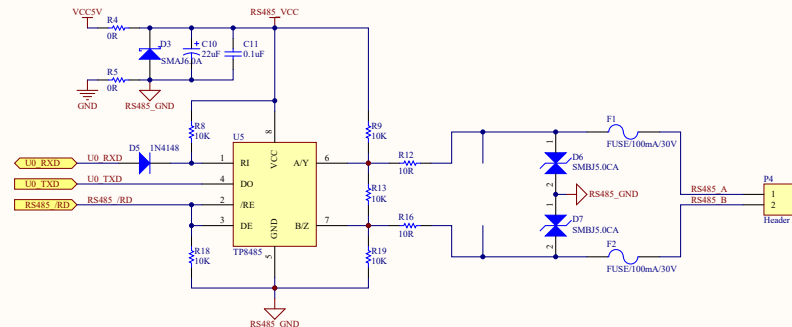 VCC5V
R4
0R
RS485_VCC
D3
SMAJ6.0A
+
C10
22uF
C11
0.1uF
R5
0R
GND
RS485_GND
R8
10K
U5
8
VCC
R9
10K
D5 1N4148
U0_RXD U0_RXD 1 RI A/Y 6
R12
10R
U0_TXD U0_TXD 4 DO
R13
10K
RS485_/RD RS485_/RD 2 /RE
3 DE B/Z 7
R16
10R
GND
5
TP8485
R18
10K
R19
10K
RS485_GND
F1
FUSE/100mA/30V
1
D6
SMBJ5.0CA
2
RS485_GND
1
D7
SMBJ5.0CA
2
F2
FUSE/100mA/30V
RS485_A
RS485_B
P4
1
2
Header